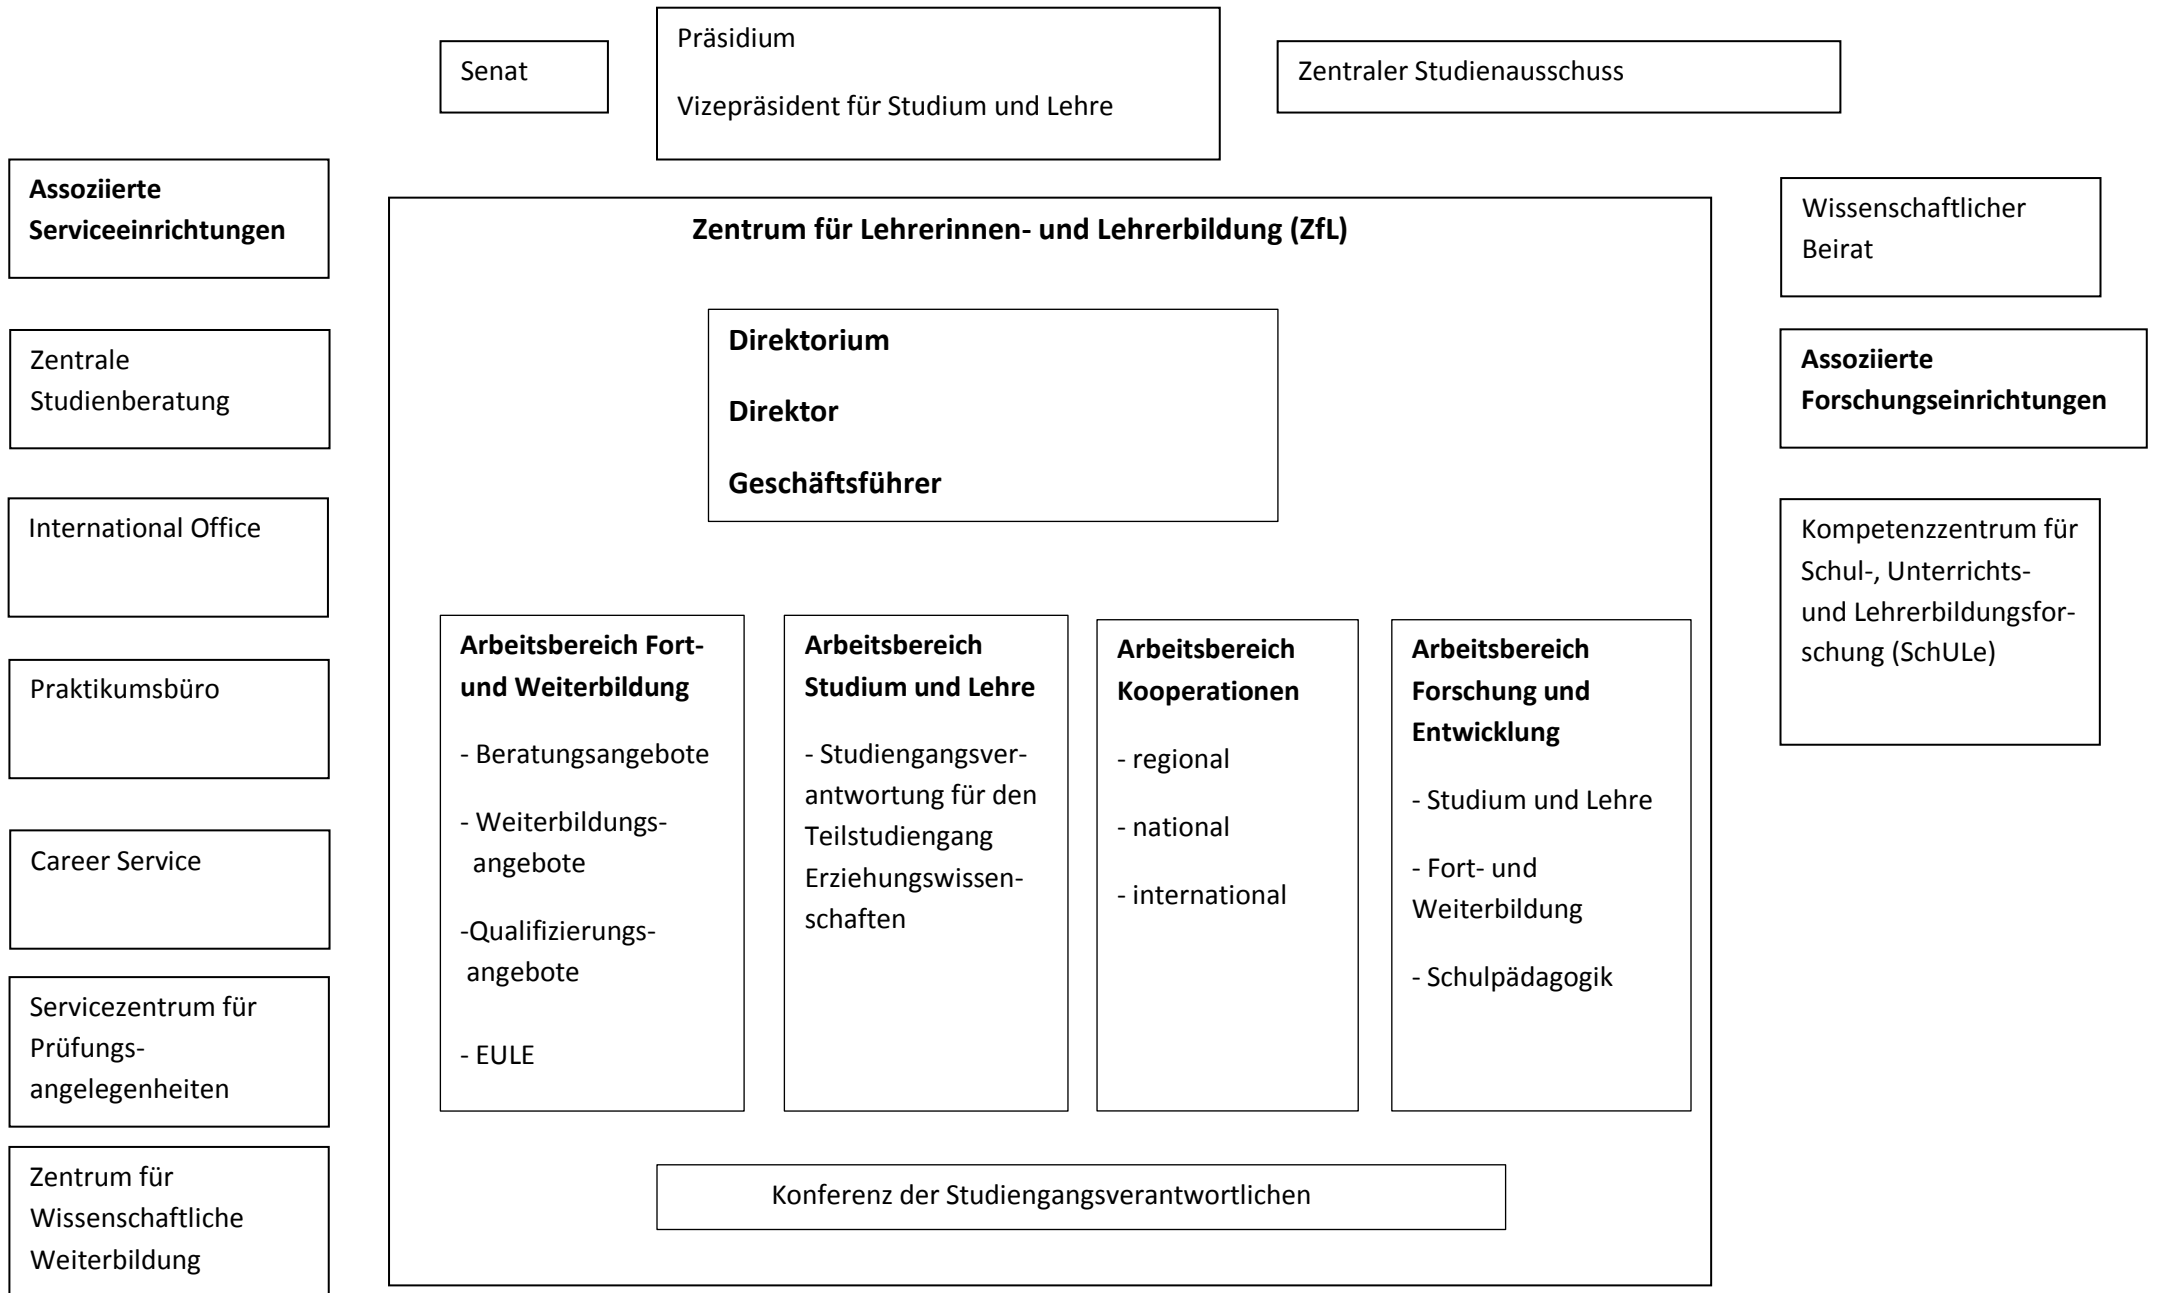 Senat
Präsidium
Vizepräsident für Studium und Lehre
Zentraler Studienausschuss
Assoziierte
Serviceeinrichtungen
Zentrale
Studienberatung
International Office
Praktikumsbüro
Career Service
Servicezentrum für
Prüfungs-
angelegenheiten
Zentrum für
Wissenschaftliche
Weiterbildung
Zentrum für Lehrerinnen- und Lehrerbildung (ZfL)
Direktorium
Direktor
Geschäftsführer
Arbeitsbereich Fort-
und Weiterbildung
- Beratungsangebote
- Weiterbildungs-
angebote
-Qualifizierungs-
angebote
- EULE
Arbeitsbereich
Studium und Lehre
- Studiengangsver-
antwortung für den
Teilstudiengang
Erziehungswissen-
schaften
Arbeitsbereich
Kooperationen
- regional
- national
- international
Arbeitsbereich
Forschung und
Entwicklung
- Studium und Lehre
- Fort- und
Weiterbildung
- Schulpädagogik
Konferenz der Studiengangsverantwortlichen
Wissenschaftlicher
Beirat
Assoziierte
Forschungseinrichtungen
Kompetenzzentrum für
Schul-, Unterrichts-
und Lehrerbildungsfor-
schung (SchULe)